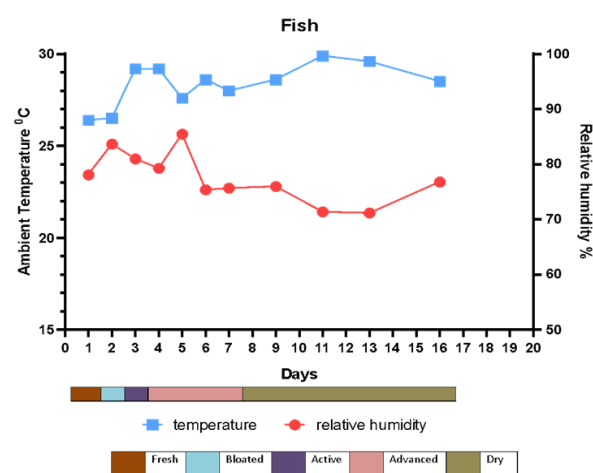 Fish
30 100
25 90
80
20 70
60
15 50
Ambient Temperature ⁰C
Relative humidity %
0 1 2 3 4 5 6 7 8 9 10 11 12 13 14 15 16 17 18 19 20
Days
temperature relative humidity
Fresh Bloated Active Advanced Dry